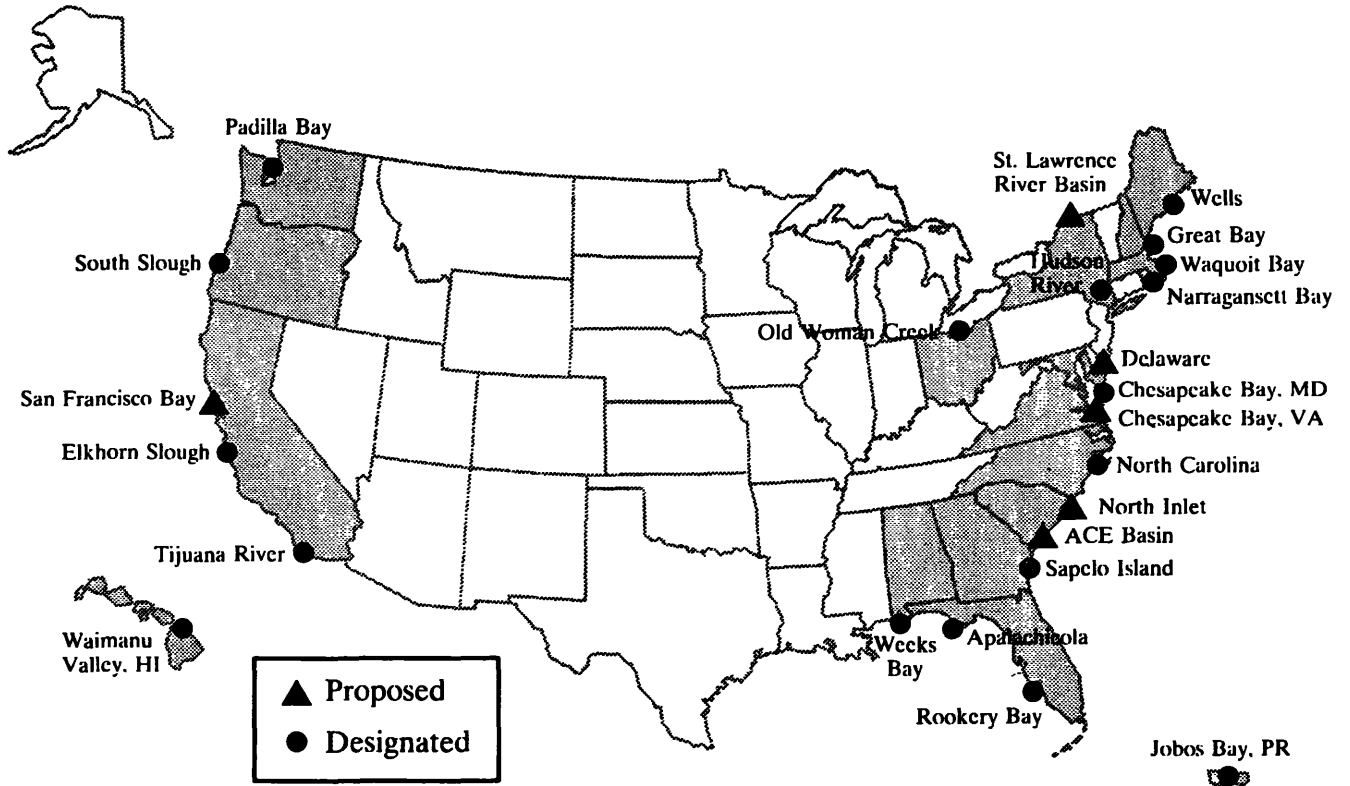 Padilla Bay
St. Lawrence
River Basin
Wells
Great Bay
South Slough
Hudson
River
Waquoit Bay
Narragansett Bay
Old Woman Creek
Delaware
Chesapeake Bay, MD
San Francisco Bay
Chesapeake Bay, VA
Elkhorn Slough
North Carolina
North Inlet
ACE Basin
Tijuana River
Sapelo Island
Waimanu
Valley, HI
Weeks
Bay
Apalachicola
Proposed
Designated
Rookery Bay
Jobos Bay, PR